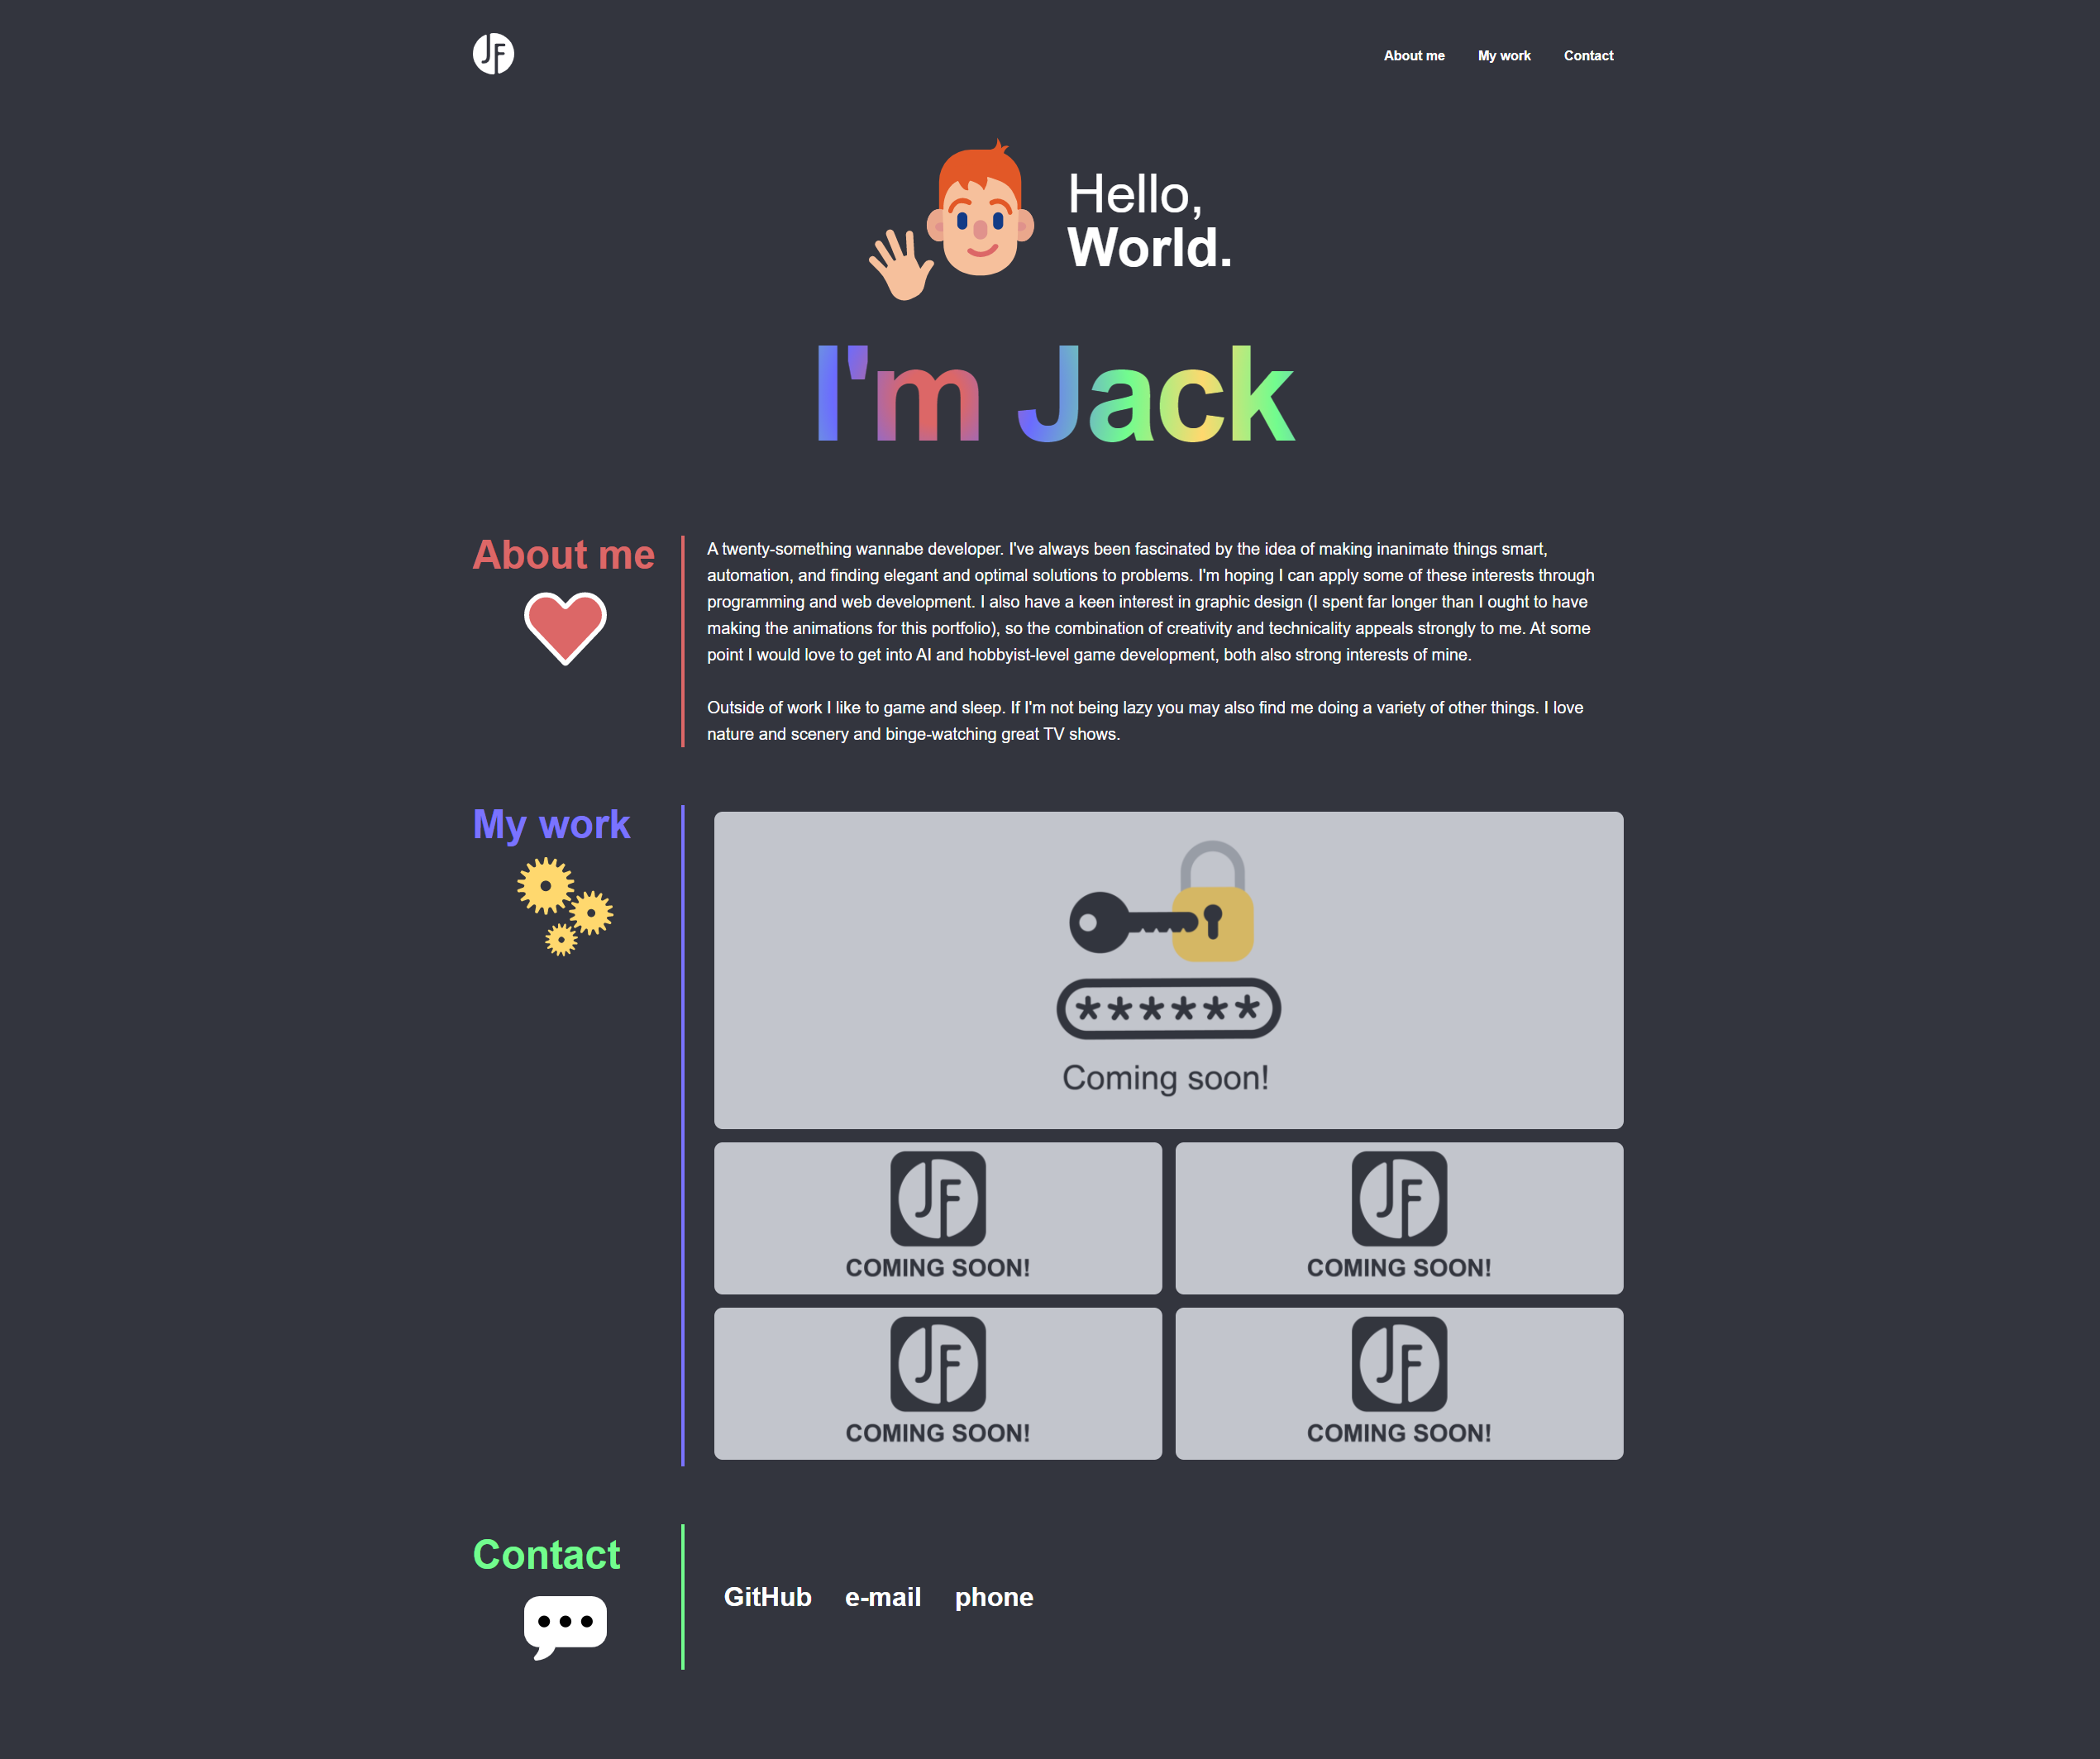 JF
About me
My work
Contact
Hello,
World.
I'm Jack
About me
A twenty-something wannabe developer. I've always been fascinated by the idea of making inanimate things smart,
automation, and finding elegant and optimal solutions to problems. I'm hoping I can apply some of these interests through
programming and web development. I also have a keen interest in graphic design (I spent far longer than I ought to have
making the animations for this portfolio), so the combination of creativity and technicality appeals strongly to me. At some
point I would love to get into AI and hobbyist-level game development, both also strong interests of mine.
Outside of work I like to game and sleep. If I'm not being lazy you may also find me doing a variety of other things. I love
nature and scenery and binge-watching great TV shows.
My work
******
Coming soon!
JF
COMING SOON!
JF
COMING SOON!
JF
COMING SOON!
JF
COMING SOON!
Contact
GitHub
e-mail
phone